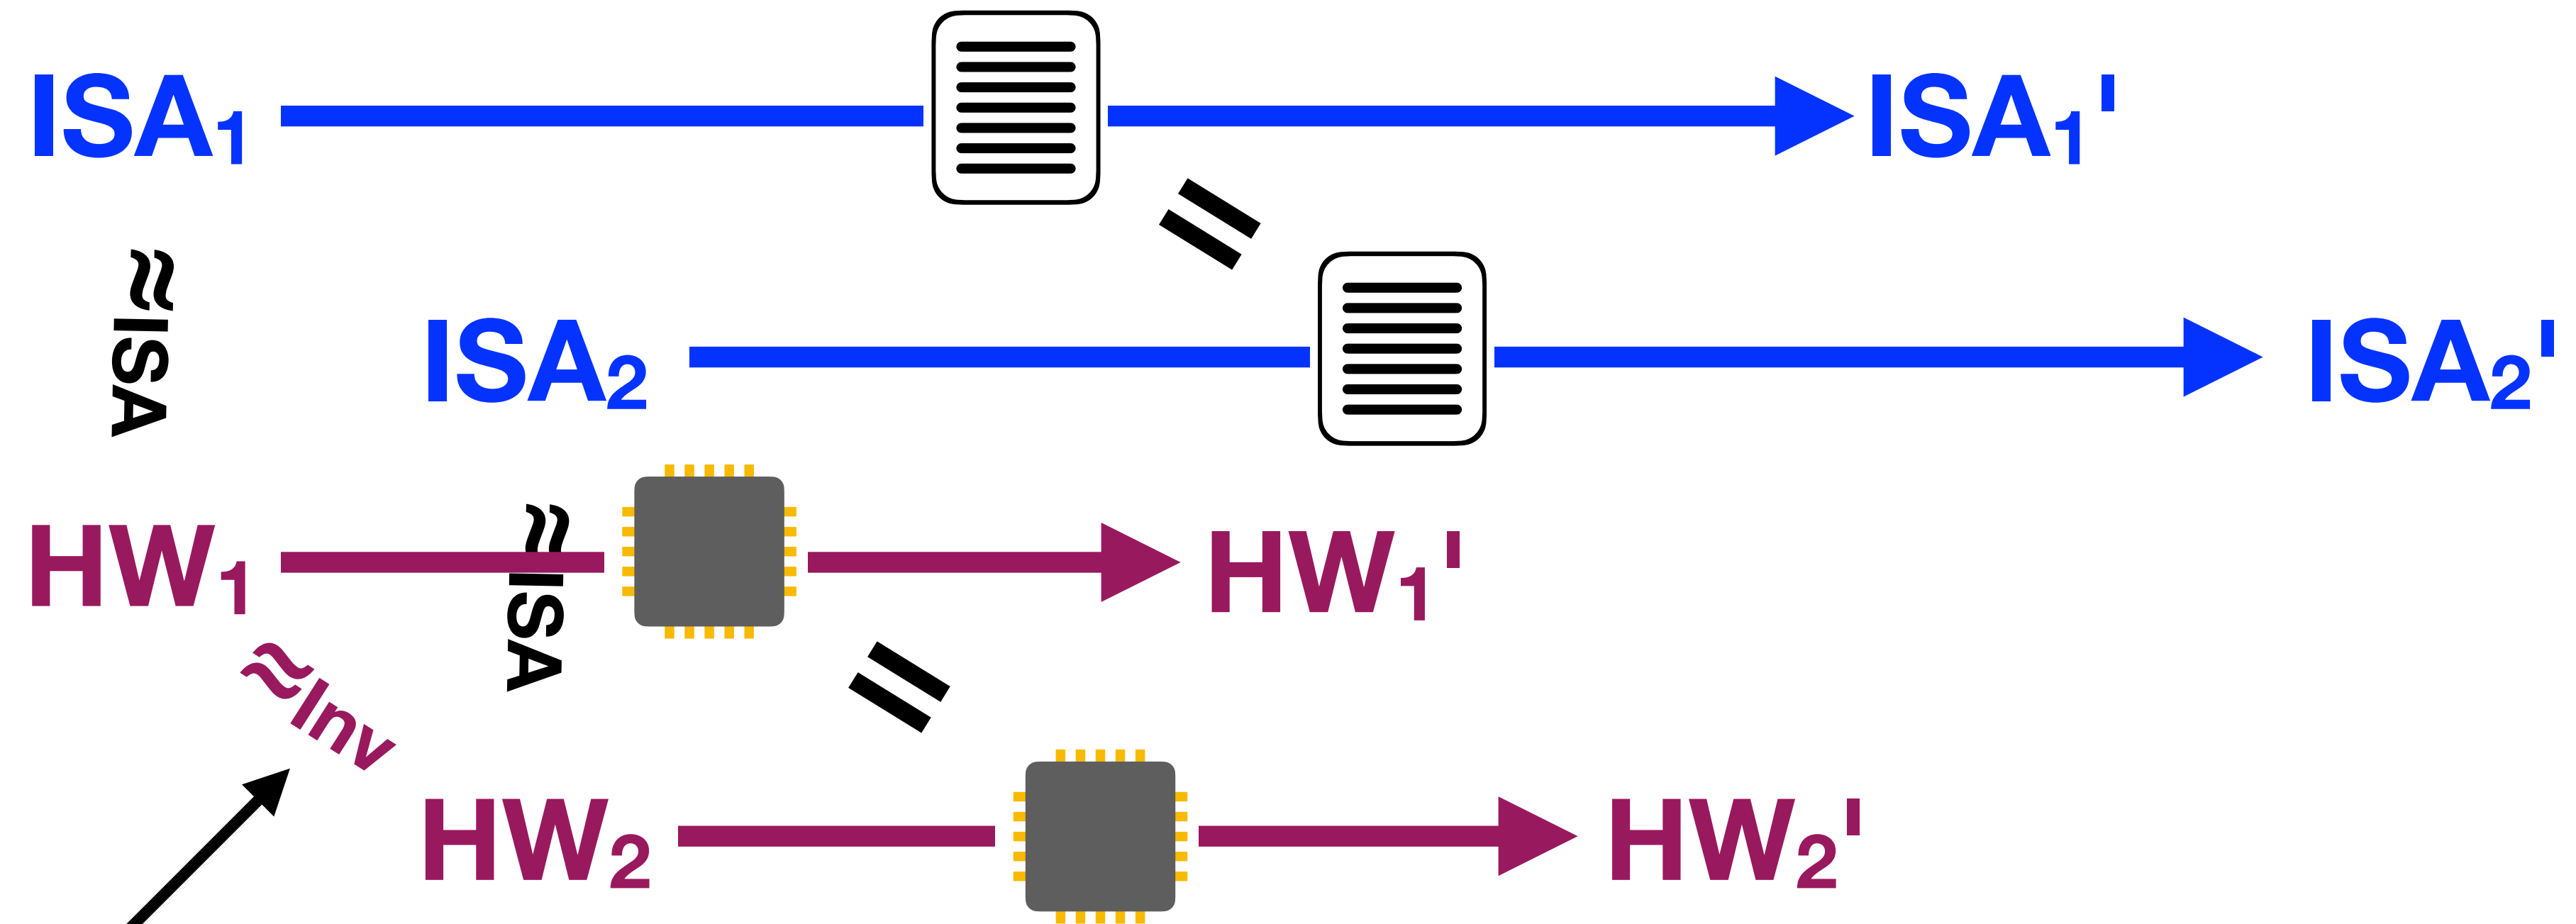 ISA₁ ISA₁'
≈ISA
ISA₂ ISA₂'
HW₁ HW₁'
≈ISA
≈Inv
HW₂ HW₂'